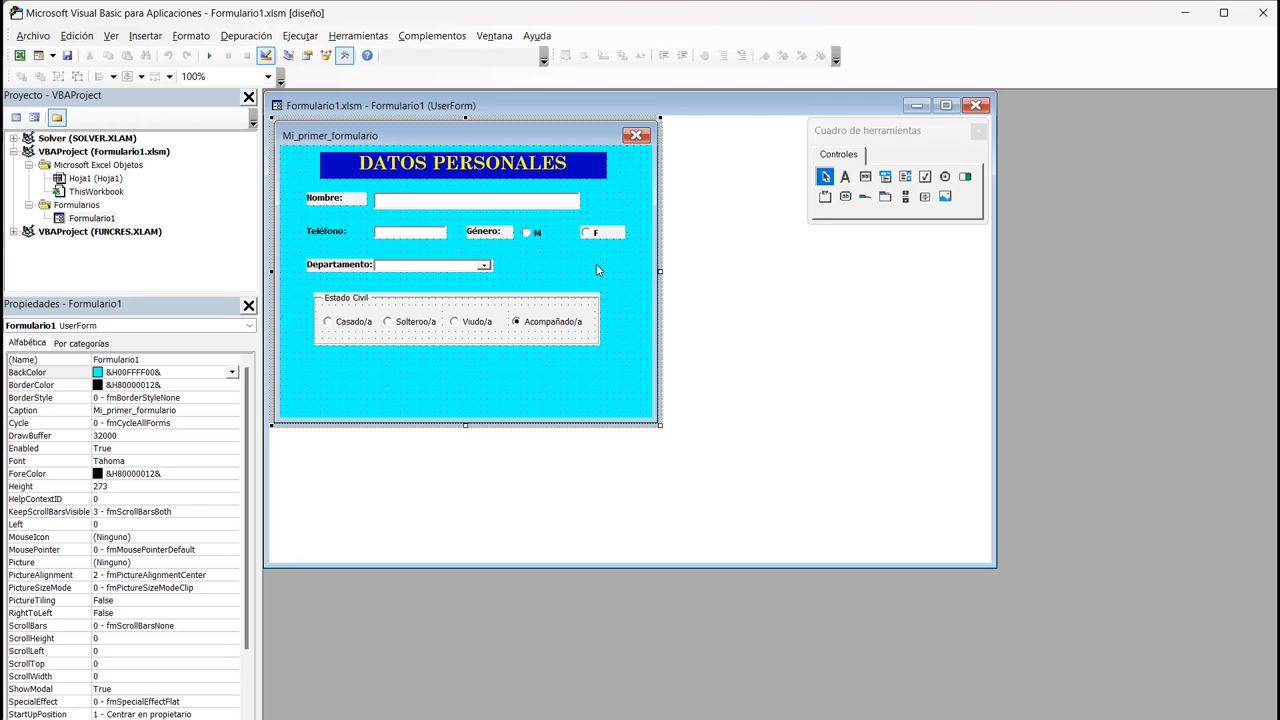 Microsoft Visual Basic para Aplicaciones - Formulario1.xlsm [diseño]
Archivo Edición Ver Insertar Formato Depuración Ejecutar Herramientas Complementos Ventana Ayuda
100%
Proyecto - VBAProject
Solver (SOLVER.XLAM)
VBAProject (Formulario1.xlsm)
Microsoft Excel Objetos
Hoja1 (Hoja1)
ThisWorkbook
Formularios
Formulario1
VBAProject (FUNCRES.XLAM)
Propiedades - Formulario1
Formulario1 UserForm
Alfabética Por categorías
(Name) Formulario1
BackColor &H00FFFF00&
BorderColor &H80000012&
BorderStyle 0 - fmBorderStyleNone
Caption Mi_primer_formulario
Cycle 0 - fmCycleAllForms
DrawBuffer 32000
Enabled True
Font Tahoma
ForeColor &H80000012&
Height 273
HelpContextID 0
KeepScrollBarsVisible 3 - fmScrollBarsBoth
Left 0
MouseIcon (Ninguno)
MousePointer 0 - fmMousePointerDefault
Picture (Ninguno)
PictureAlignment 2 - fmPictureAlignmentCenter
PictureSizeMode 0 - fmPictureSizeModeClip
PictureTiling False
RightToLeft False
ScrollBars 0 - fmScrollBarsNone
ScrollHeight 0
ScrollLeft 0
ScrollTop 0
ScrollWidth 0
ShowModal True
SpecialEffect 0 - fmSpecialEffectFlat
StartUpPosition 1 - Centrar en propietario
Formulario1.xlsm - Formulario1 (UserForm)
Mi_primer_formulario
DATOS PERSONALES
Nombre:
Teléfono: Género: M F
Departamento:
Estado Civil
Casado/a Solteroo/a Viudo/a Acompañado/a
Cuadro de herramientas
Controles